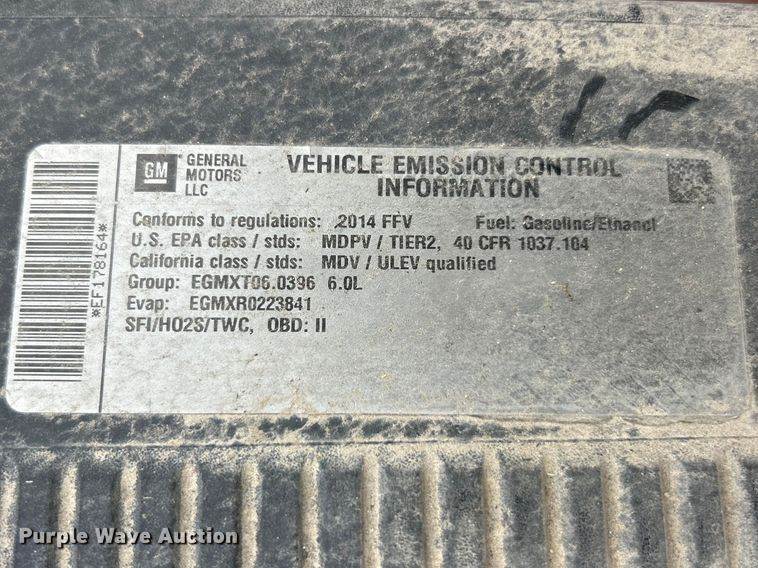 GM GENERAL MOTORS LLC
VEHICLE EMISSION CONTROL INFORMATION
Conforms to regulations: 2014 FFV Fuel: Gasoline/Ethanol
U.S. EPA class / stds: MDPV / TIER2, 40 CFR 1037.104
California class / stds: MDV / ULEV qualified
Group: EGMXT06.0396 6.0L
Evap: EGMXR0223841
SFI/HO2S/TWC, OBD: II
*EF178164*
Purple Wave Auction